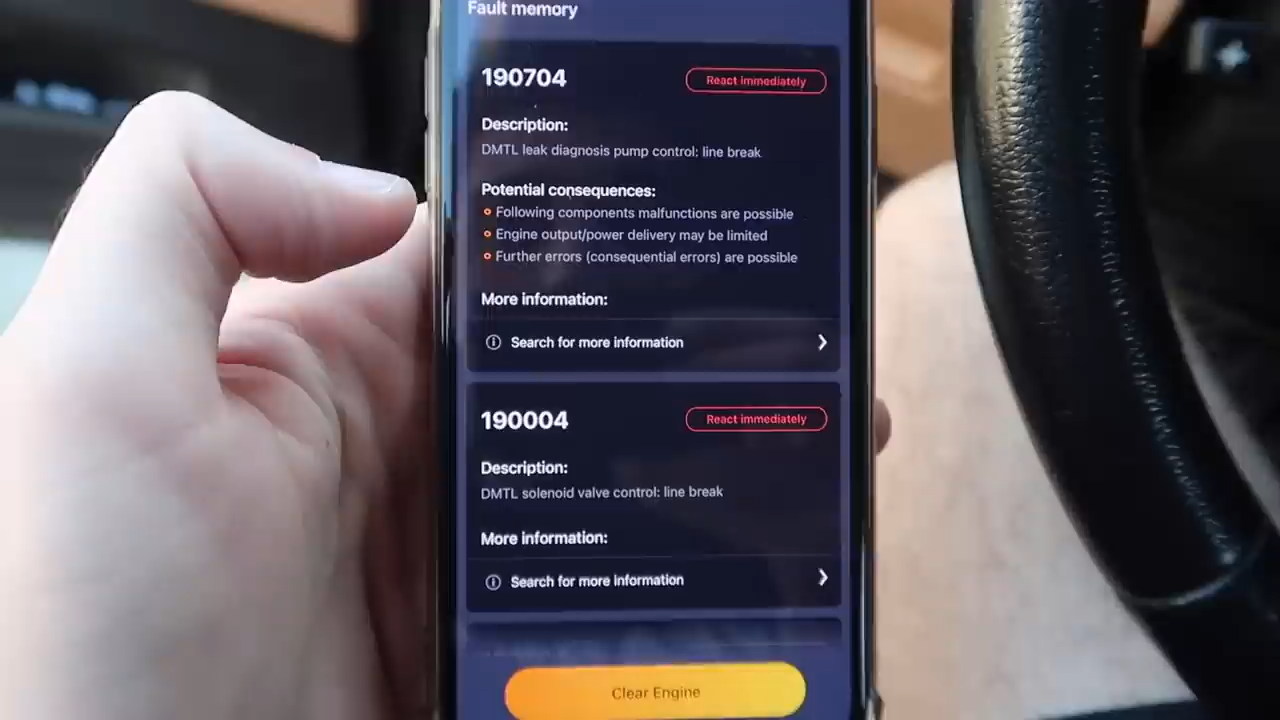 Fault memory
190704
React immediately
Description:
DMTL leak diagnosis pump control: line break
Potential consequences:
Following components malfunctions are possible
Engine output/power delivery may be limited
Further errors (consequential errors) are possible
More information:
Search for more information
190004
React immediately
Description:
DMTL solenoid valve control: line break
More information:
Search for more information
Clear Engine